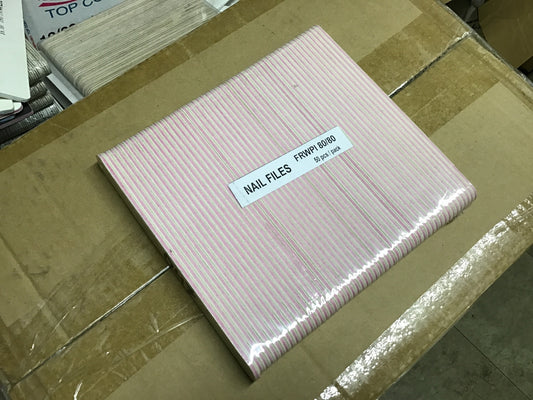 TOP CO
NAIL FILES FRWPI 80/80
50 pcs / pack